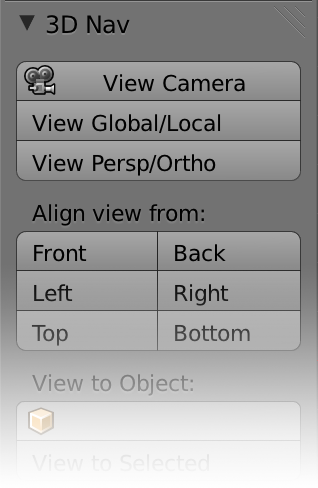 3D Nav
View Camera
View Global/Local
View Persp/Ortho
Align view from:
Front Back
Left Right
Top Bottom
View to Object:
View to Selected